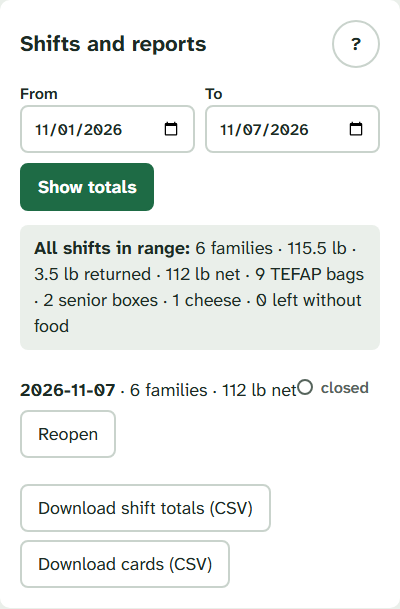 Shifts and reports
?
From
To
11/01/2026
11/07/2026
Show totals
All shifts in range: 6 families · 115.5 lb ·
3.5 lb returned · 112 lb net · 9 TEFAP bags
· 2 senior boxes · 1 cheese · 0 left without
food
2026-11-07 · 6 families · 112 lb net
closed
Reopen
Download shift totals (CSV)
Download cards (CSV)